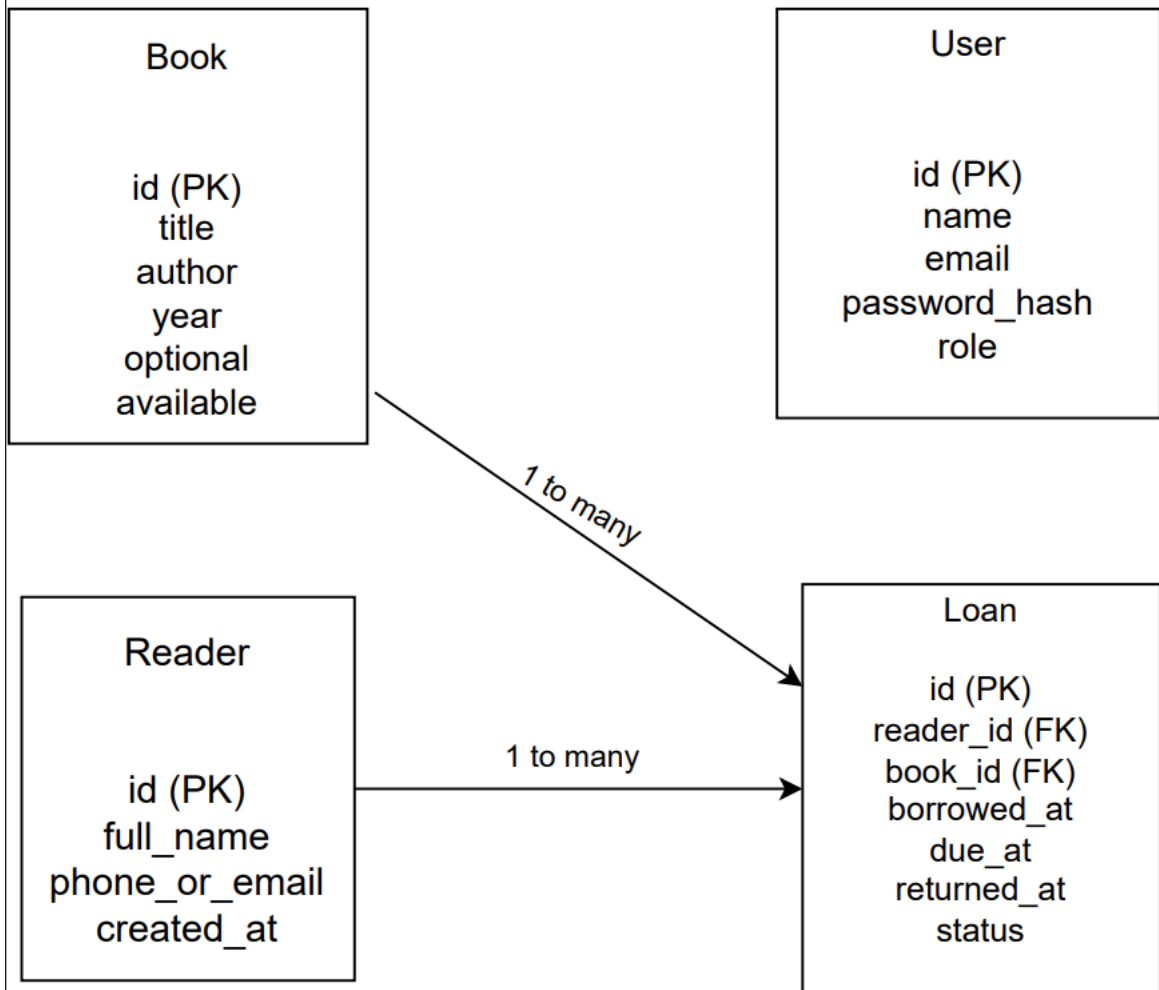 Book
id (PK)
title
author
year
optional
available
User
id (PK)
name
email
password_hash
role
1 to many
Reader
id (PK)
full_name
phone_or_email
created_at
1 to many
Loan
id (PK)
reader_id (FK)
book_id (FK)
borrowed_at
due_at
returned_at
status